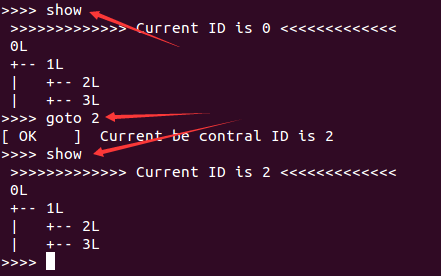 >>>> show
>>>>>>>>>>>>> Current ID is 0 <<<<<<<<<<<<<
0L
+-- 1L
|   +-- 2L
|   +-- 3L
>>>> goto 2
[ OK     ]  Current be contral ID is 2
>>>> show
>>>>>>>>>>>>> Current ID is 2 <<<<<<<<<<<<<
0L
+-- 1L
|   +-- 2L
|   +-- 3L
>>>>